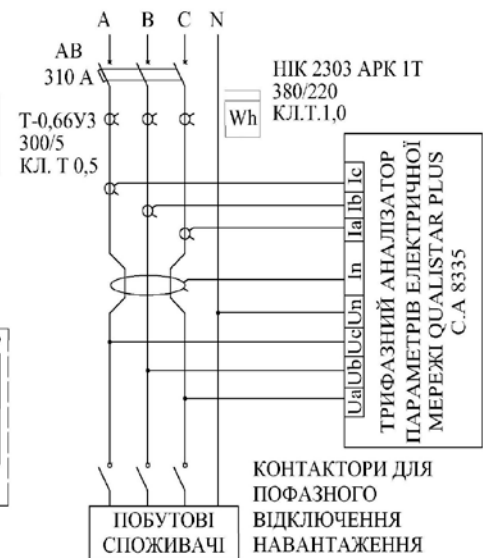 A B C N
АВ
310 А
НІК 2303 АРК 1Т
380/220
КЛ.Т.1,0
Wh
Т-0,66УЗ
300/5
КЛ. Т 0,5
Ic
Ib
Ia
In
Un
Uc
Ub
Ua
ТРИФАЗНИЙ АНАЛІЗАТОР
ПАРАМЕТРІВ ЕЛЕКТРИЧНОЇ
МЕРЕЖІ QUALISTAR PLUS
C.A 8335
КОНТАКТОРИ ДЛЯ
ПОФАЗНОГО
ВІДКЛЮЧЕННЯ
НАВАНТАЖЕННЯ
ПОБУТОВІ
СПОЖИВАЧІ